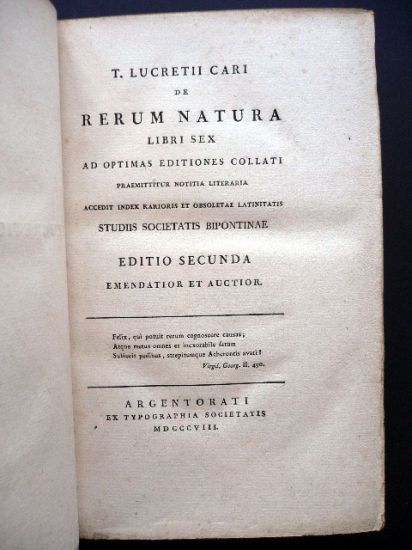 T. LUCRETII CARI
DE
RERUM NATURA
LIBRI SEX
AD OPTIMAS EDITIONES COLLATI
PRAEMITTITUR NOTITIA LITERARIA
ACCEDIT INDEX RARIORIS ET OBSOLETAE LATINITATIS
STUDIIS SOCIETATIS BIPONTINAE
EDITIO SECUNDA
EMENDATIOR ET AUCTIOR.
Felix, qui potuit rerum cognoscere causas;
Atque metus omnes et inexorabile fatum
Subiecit pedibus, strepitumque Acherontis avari!
Virgil. Georg. II. 490.
ARGENTORATI
EX TYPOGRAPHIA SOCIETATIS
MDCCCVIII.